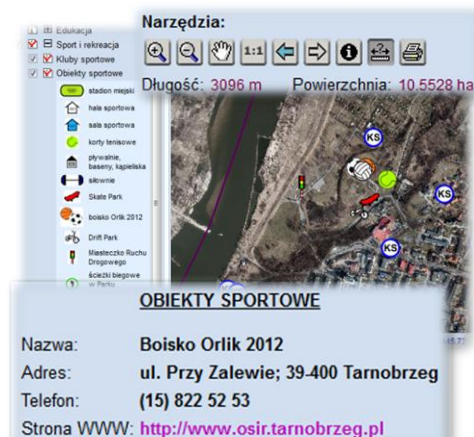 Narzędzia:
1:1
Długość: 3096 m Powierzchnia: 10.5528 ha
Edukacja
Sport i rekreacja
Kluby sportowe
Obiekty sportowe
stadion miejski
hala sportowa
sala sportowa
korty tenisowe
pływalnie,
baseny, kąpieliska
siłownie
Skate Park
boisko Orlik 2012
Drift Park
Miasteczko Ruchu
Drogowego
ścieżki biegowe
w Parku
KS
KS
KS
OBIEKTY SPORTOWE
Nazwa: Boisko Orlik 2012
Adres: ul. Przy Zalewie; 39-400 Tarnobrzeg
Telefon: (15) 822 52 53
Strona WWW: http://www.osir.tarnobrzeg.pl